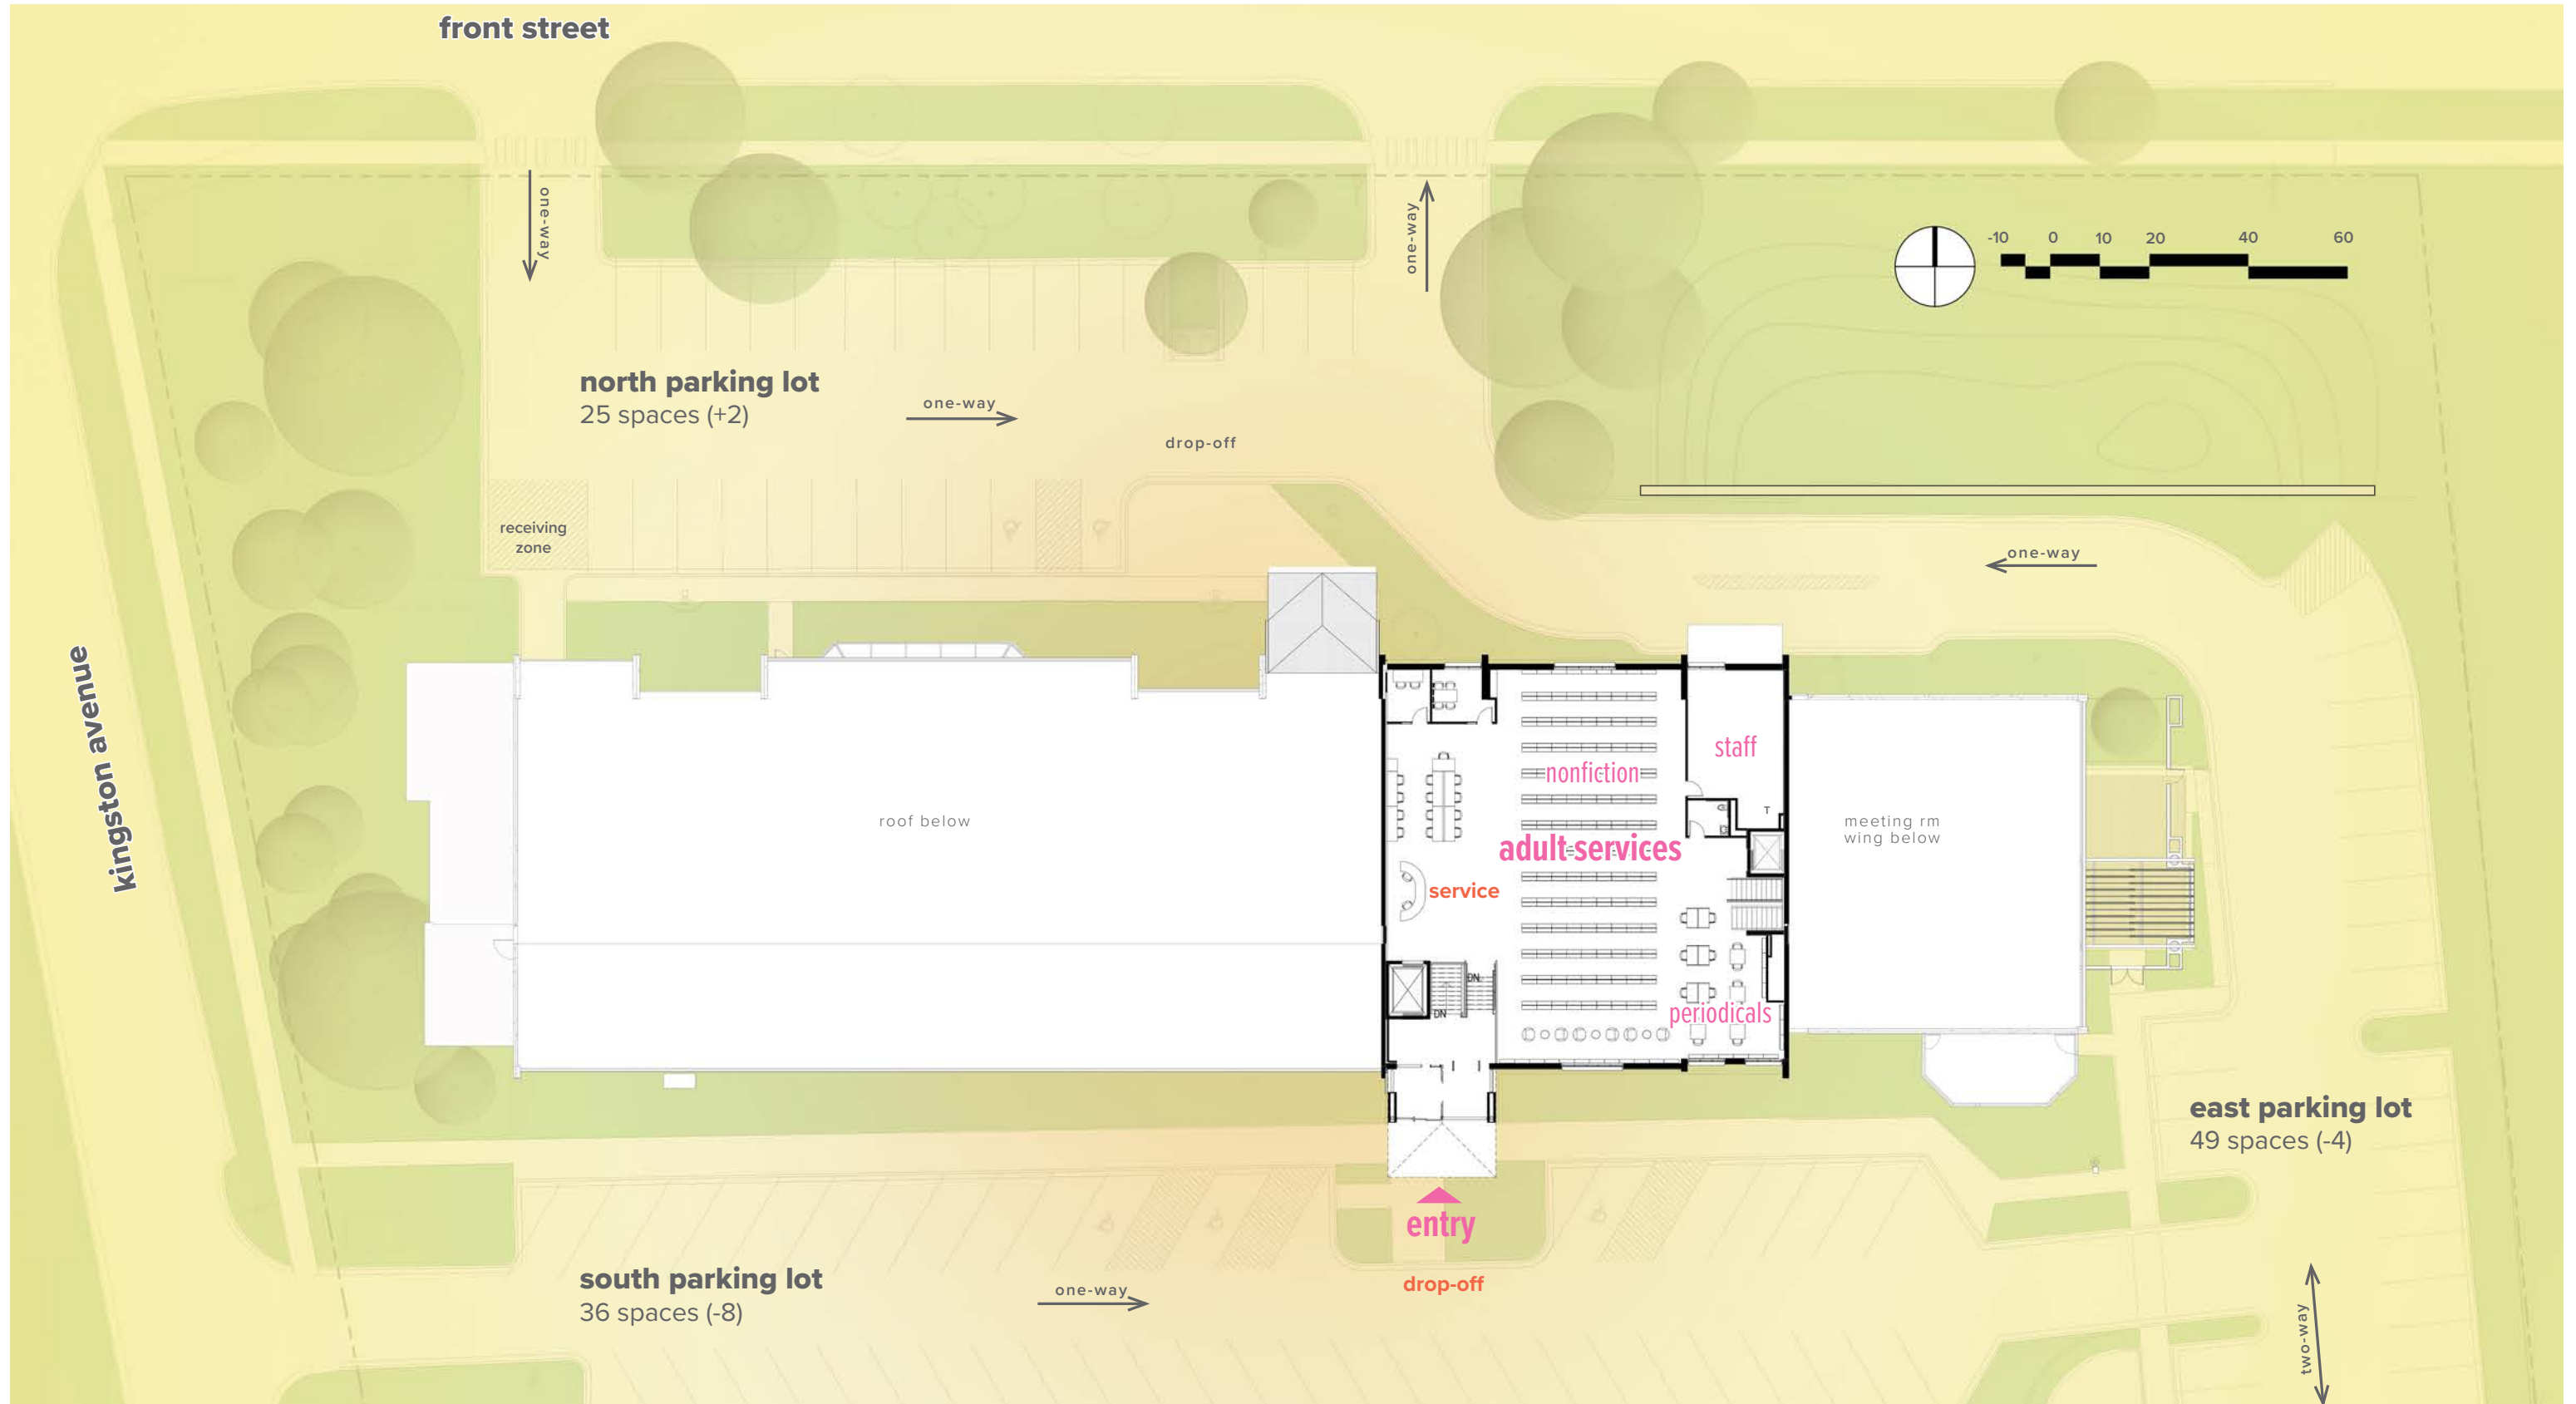 front street
one-way
one-way
-10 0 10 20 40 60
north parking lot
25 spaces (+2)
one-way
drop-off
receiving
zone
one-way
kingston avenue
staff
nonfiction
T
roof below
meeting rm
wing below
adult services
service
DN
DN
periodicals
east parking lot
49 spaces (-4)
entry
drop-off
south parking lot
36 spaces (-8)
one-way
two-way